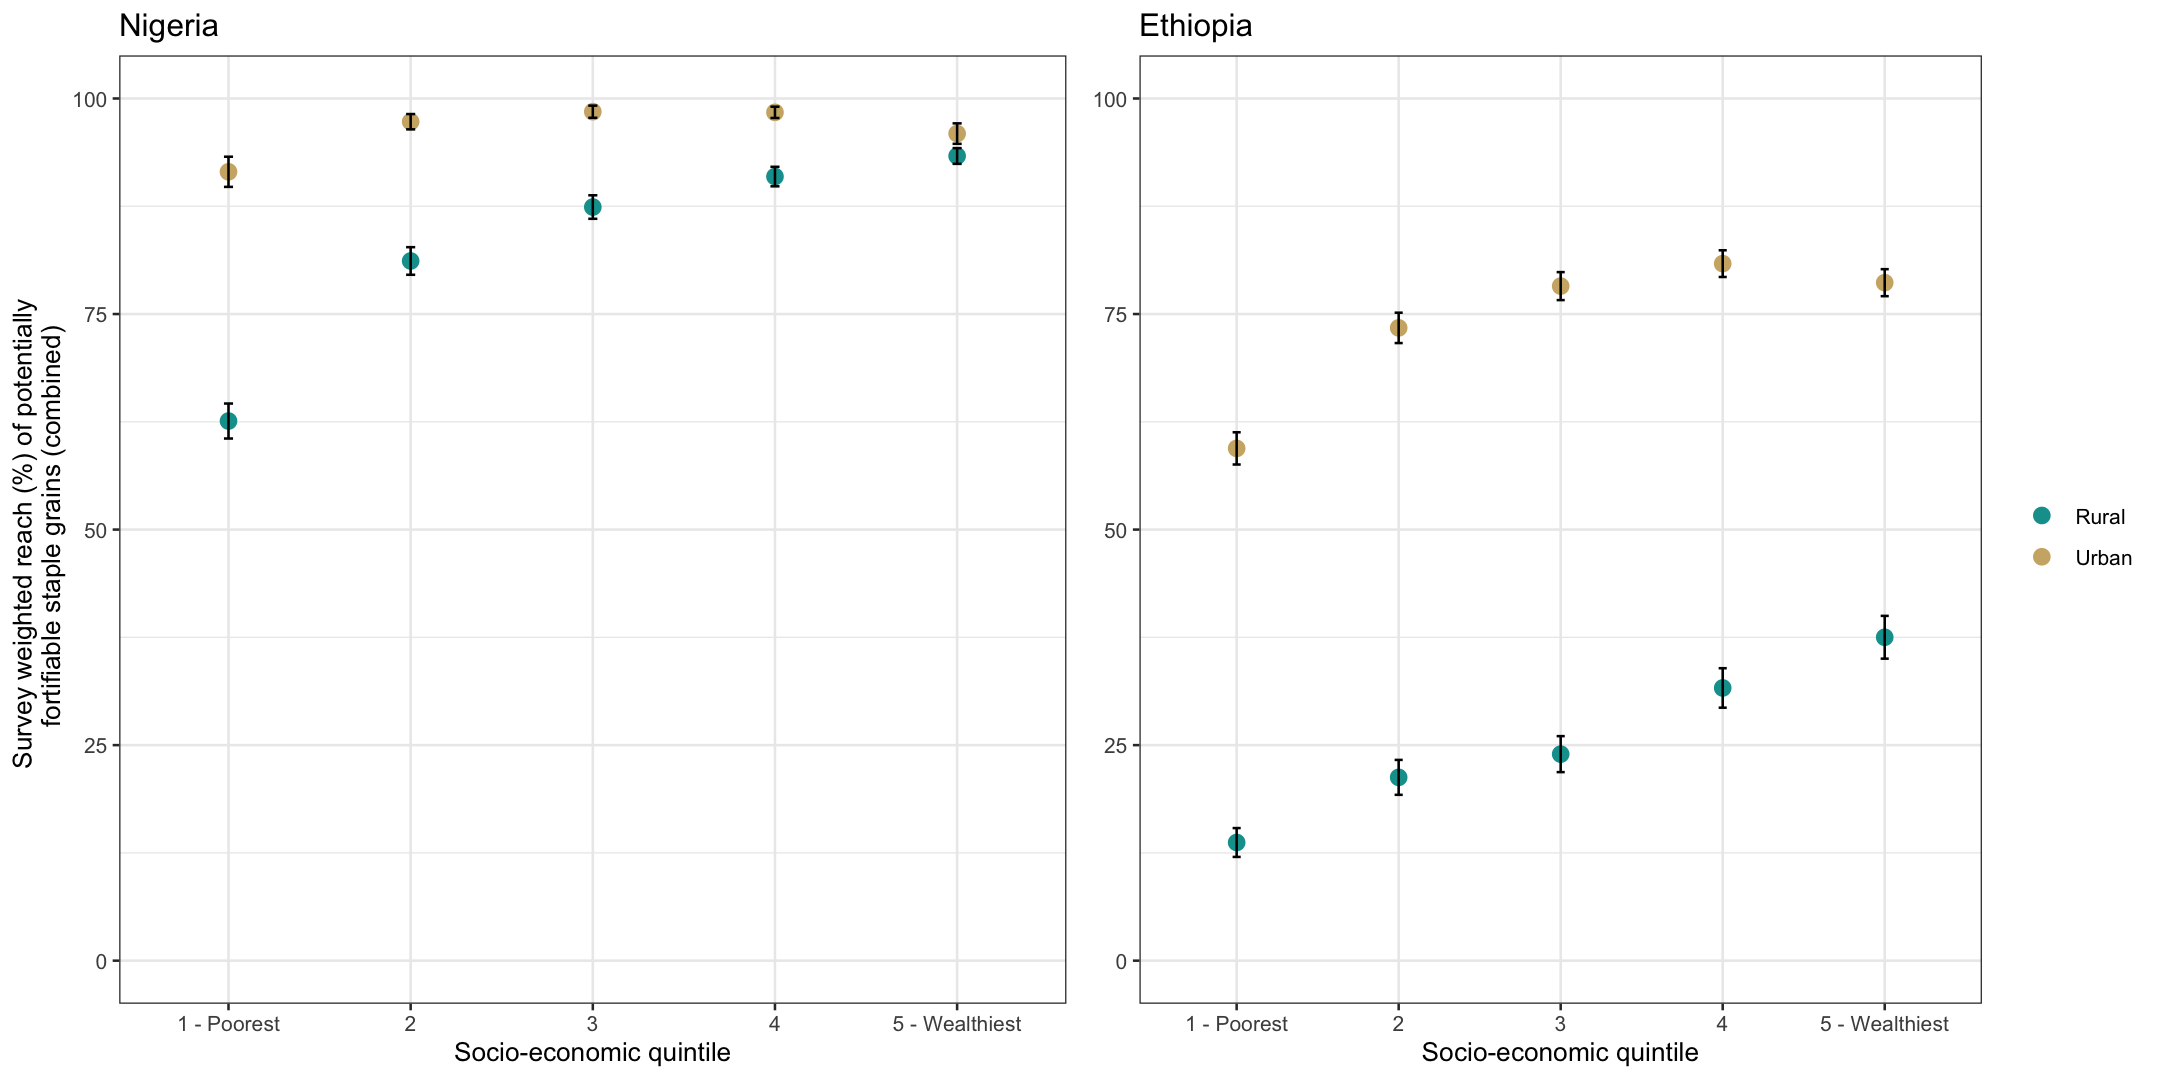 Nigeria
Survey weighted reach (%) of potentially
fortifiable staple grains (combined)
100
75
50
25
0
1 - Poorest
2
3
4
5 - Wealthiest
Socio-economic quintile
Ethiopia
100
75
50
25
0
1 - Poorest
2
3
4
5 - Wealthiest
Socio-economic quintile
Rural
Urban